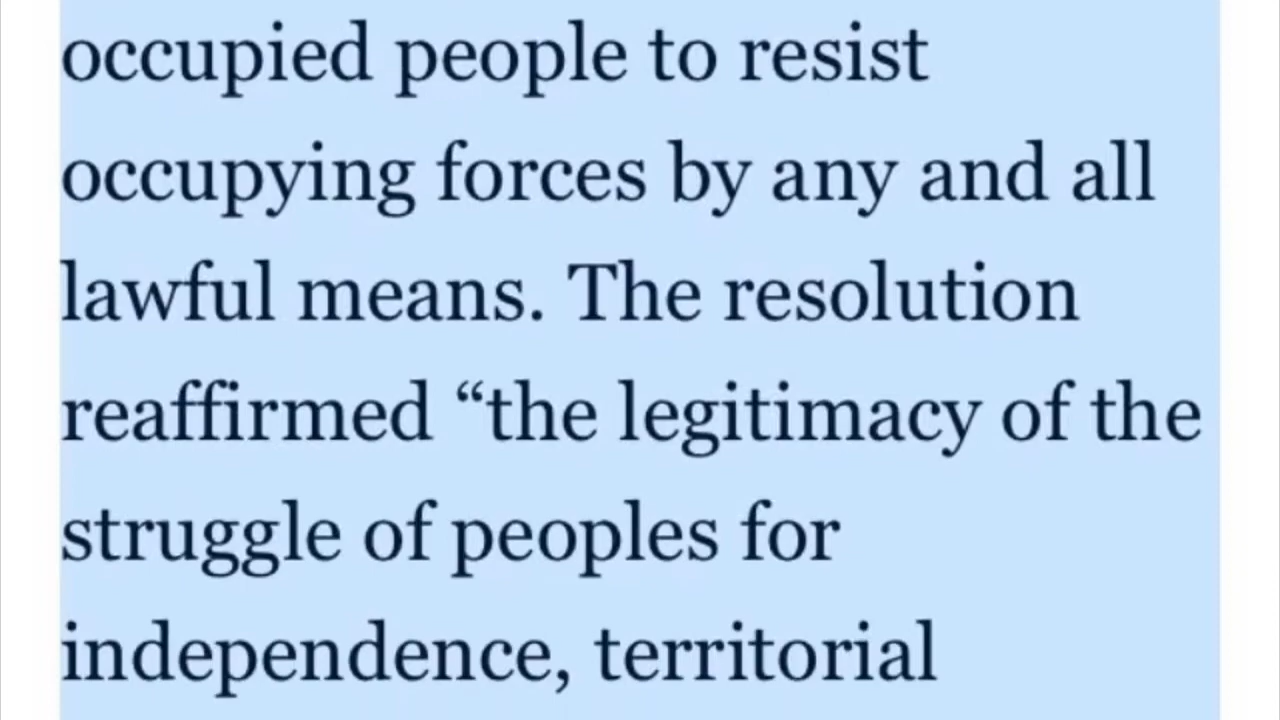 occupied people to resist
occupying forces by any and all
lawful means. The resolution
reaffirmed “the legitimacy of the
struggle of peoples for
independence, territorial